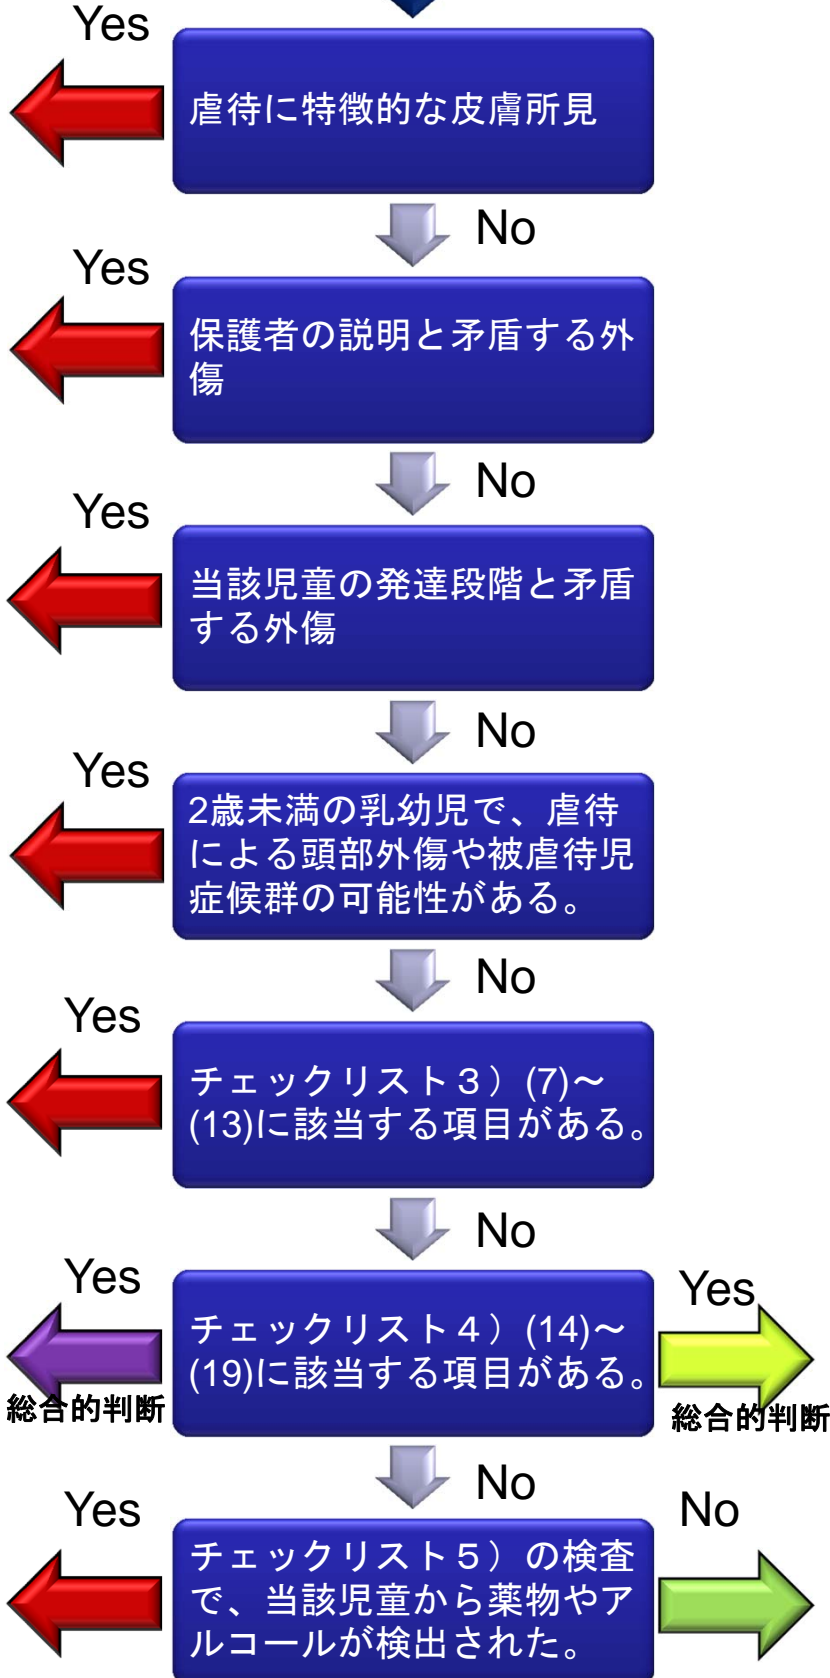 Yes
虐待に特徴的な皮膚所見
No
Yes
保護者の説明と矛盾する外
傷
No
Yes
当該児童の発達段階と矛盾
する外傷
No
Yes
2歳未満の乳幼児で、虐待
による頭部外傷や被虐待児
症候群の可能性がある。
No
Yes
チェックリスト３）(7)～
(13)に該当する項目がある。
No
Yes
総合的判断
チェックリスト４）(14)～
(19)に該当する項目がある。
Yes
総合的判断
No
Yes
チェックリスト５）の検査
で、当該児童から薬物やア
ルコールが検出された。
No